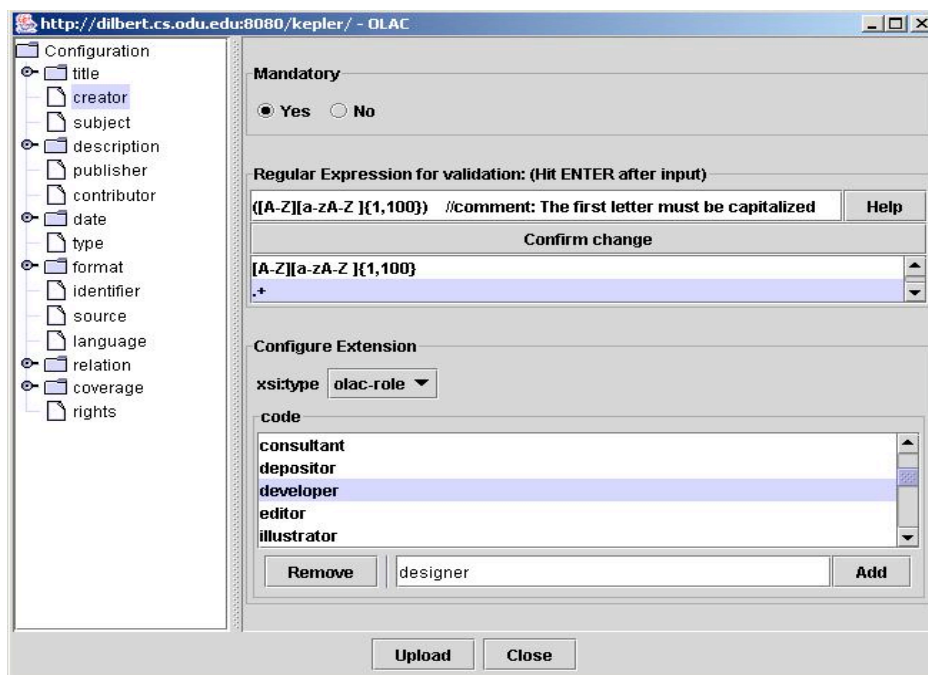 http://dilbert.cs.odu.edu:8080/kepler/ - OLAC
Configuration
title
creator
subject
description
publisher
contributor
date
type
format
identifier
source
language
relation
coverage
rights
Mandatory
Yes No
Regular Expression for validation: (Hit ENTER after input)
([A-Z][a-zA-Z ]{1,100}) //comment: The first letter must be capitalized Help
Confirm change
[A-Z][a-zA-Z ]{1,100}
.+
Configure Extension
xsi:type olac-role
code
consultant
depositor
developer
editor
illustrator
Remove designer Add
Upload Close